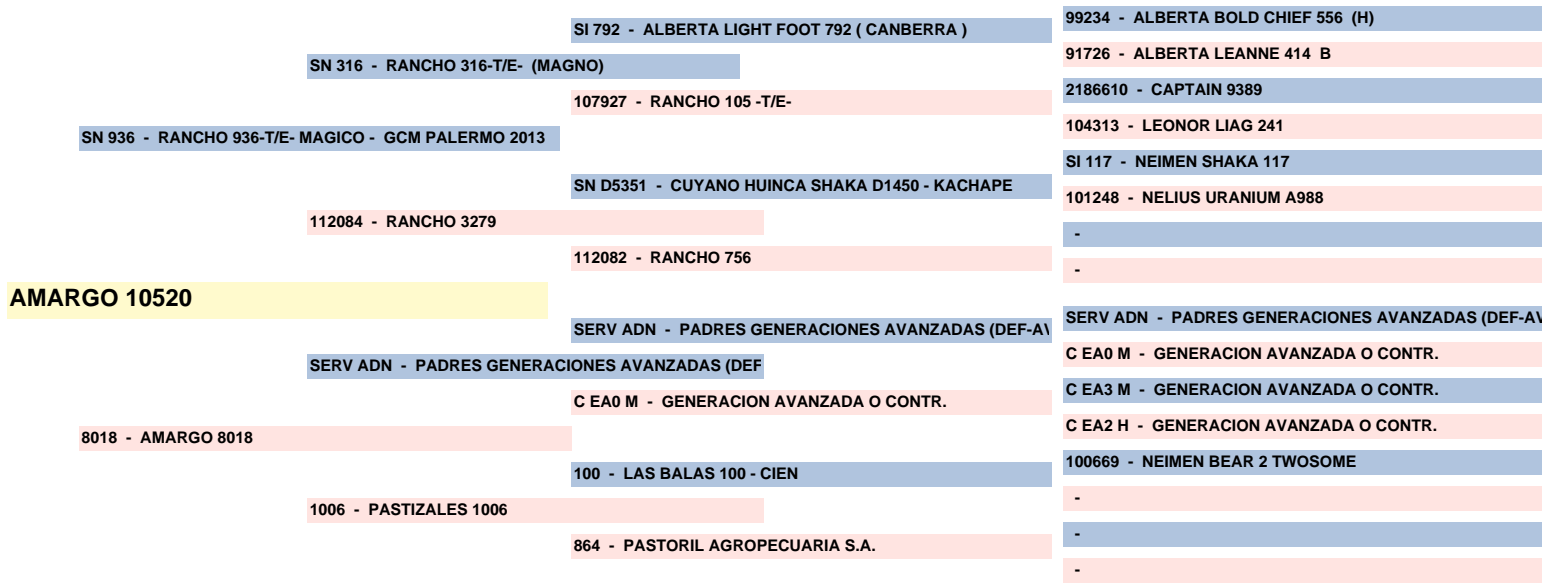 99234 - ALBERTA BOLD CHIEF 556 (H)
SI 792 - ALBERTA LIGHT FOOT 792 ( CANBERRA )
91726 - ALBERTA LEANNE 414 B
SN 316 - RANCHO 316-T/E- (MAGNO)
2186610 - CAPTAIN 9389
107927 - RANCHO 105 -T/E-
104313 - LEONOR LIAG 241
SN 936 - RANCHO 936-T/E- MAGICO - GCM PALERMO 2013
SI 117 - NEIMEN SHAKA 117
SN D5351 - CUYANO HUINCA SHAKA D1450 - KACHAPE
101248 - NELIUS URANIUM A988
112084 - RANCHO 3279
-
112082 - RANCHO 756
-
AMARGO 10520
SERV ADN - PADRES GENERACIONES AVANZADAS (DEF-AV
SERV ADN - PADRES GENERACIONES AVANZADAS (DEF-AV
C EA0 M - GENERACION AVANZADA O CONTR.
SERV ADN - PADRES GENERACIONES AVANZADAS (DEF
C EA3 M - GENERACION AVANZADA O CONTR.
C EA0 M - GENERACION AVANZADA O CONTR.
C EA2 H - GENERACION AVANZADA O CONTR.
8018 - AMARGO 8018
100669 - NEIMEN BEAR 2 TWOSOME
100 - LAS BALAS 100 - CIEN
-
1006 - PASTIZALES 1006
-
864 - PASTORIL AGROPECUARIA S.A.
-